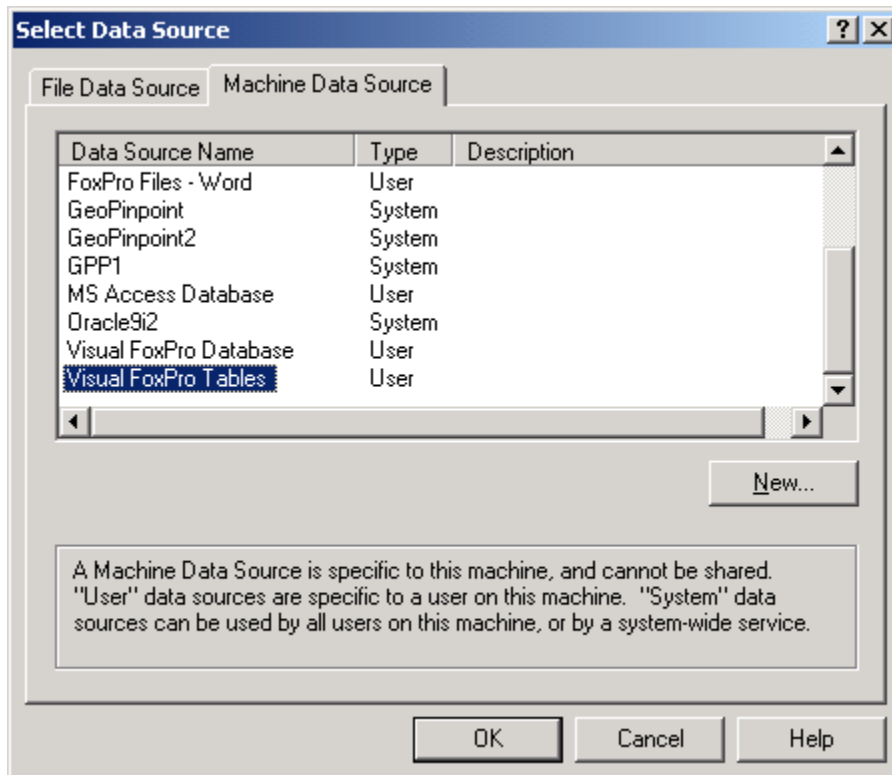 Select Data Source
File Data Source Machine Data Source
Data Source Name Type Description
FoxPro Files - Word User
GeoPinpoint System
GeoPinpoint2 System
GPP1 System
MS Access Database User
Oracle9i2 System
Visual FoxPro Database User
Visual FoxPro Tables User
New...
A Machine Data Source is specific to this machine, and cannot be shared.
"User" data sources are specific to a user on this machine. "System" data
sources can be used by all users on this machine, or by a system-wide service.
OK Cancel Help